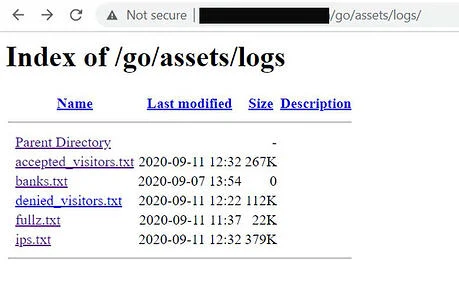 Not secure | /go/assets/logs/
Index of /go/assets/logs
Name Last modified Size Description
Parent Directory -
accepted_visitors.txt 2020-09-11 12:32 267K
banks.txt 2020-09-07 13:54 0
denied_visitors.txt 2020-09-11 12:22 112K
fullz.txt 2020-09-11 11:37 22K
ips.txt 2020-09-11 12:32 379K